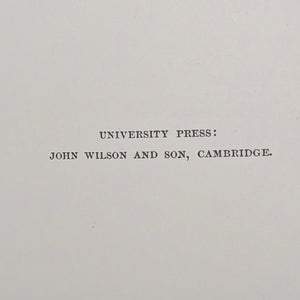 UNIVERSITY PRESS:
JOHN WILSON AND SON, CAMBRIDGE.